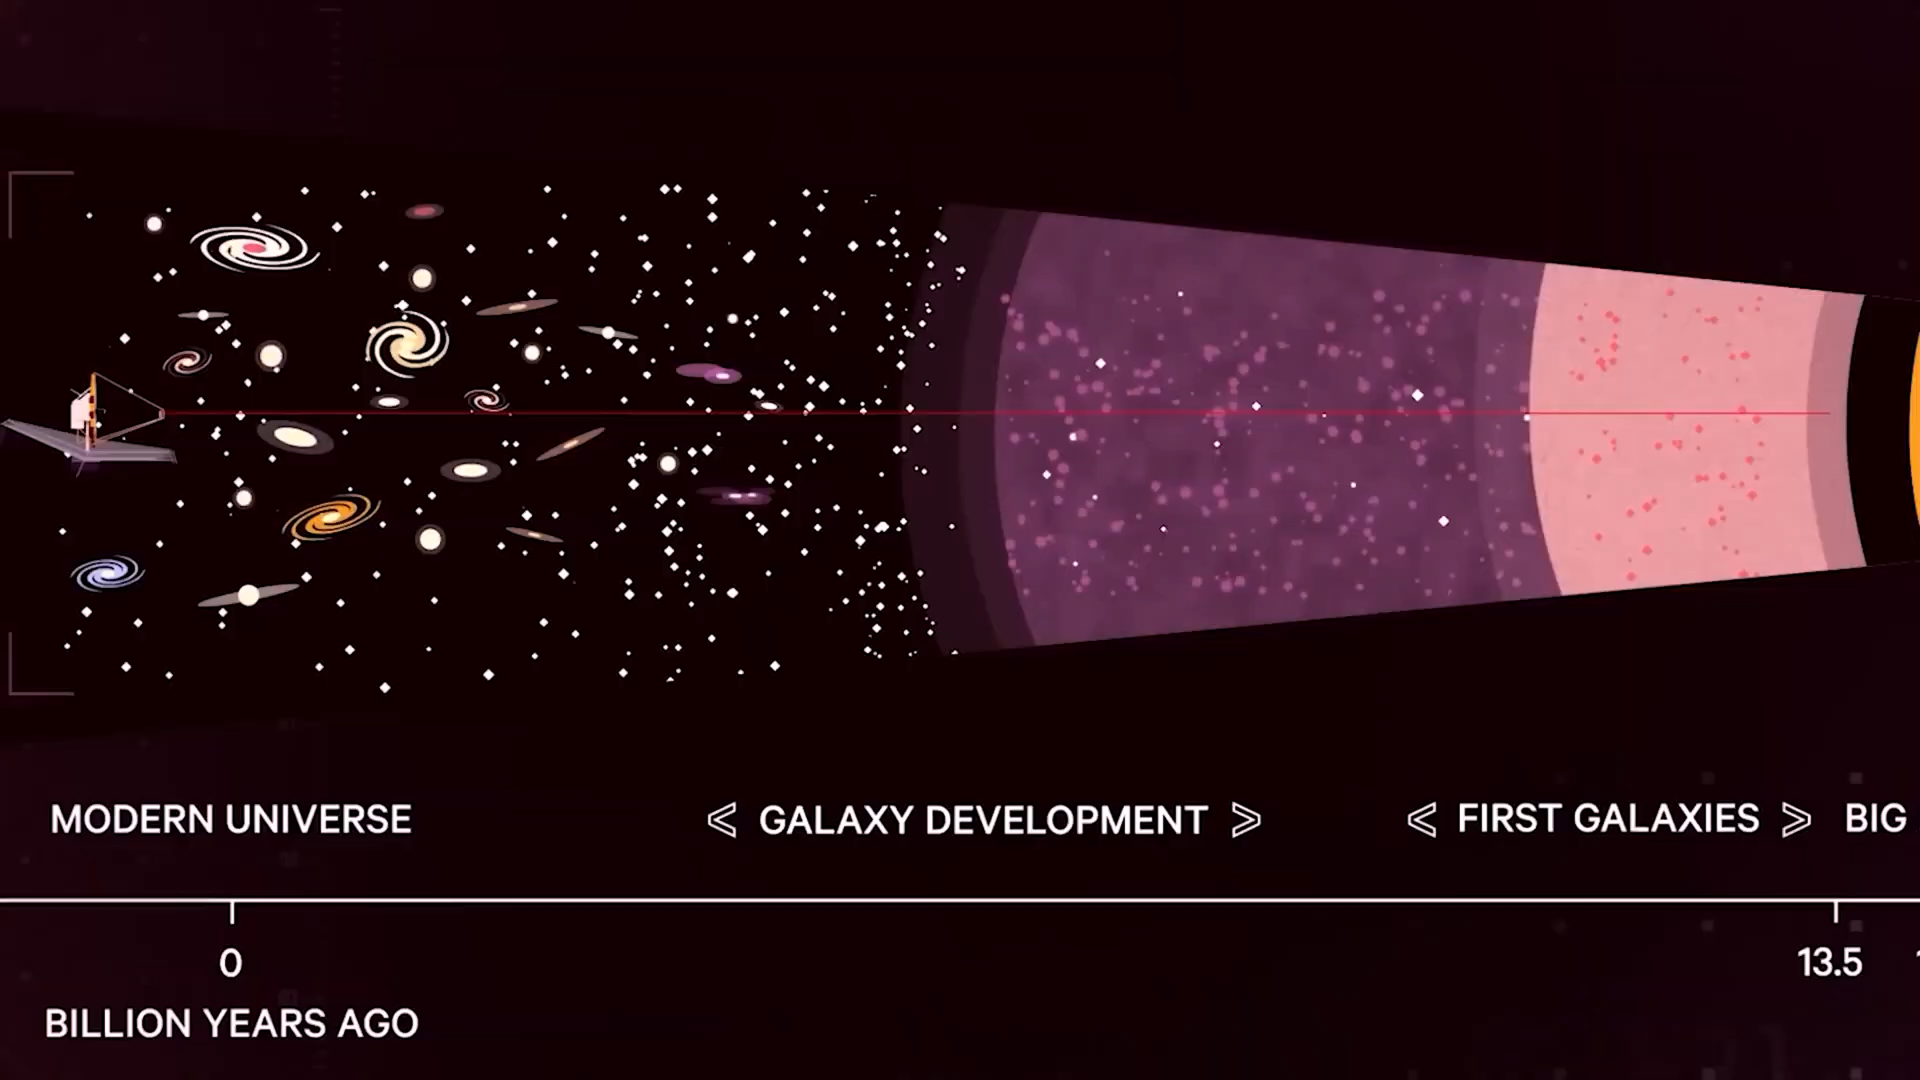 MODERN UNIVERSE
GALAXY DEVELOPMENT
FIRST GALAXIES
BIG
0
13.5
BILLION YEARS AGO